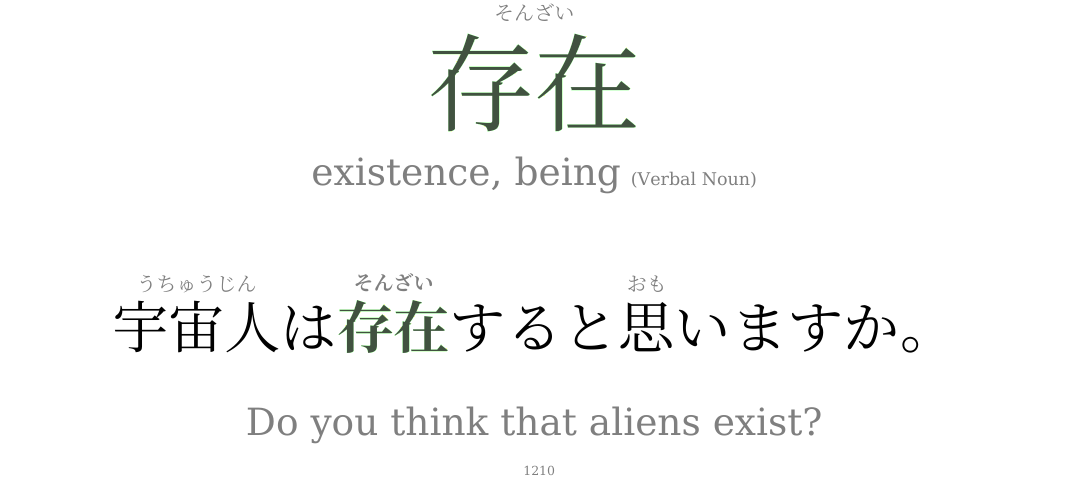 そんざい
存在
existence, being (Verbal Noun)
うちゅうじん そんざい おも
宇宙人は存在すると思いますか。
Do you think that aliens exist?
1210